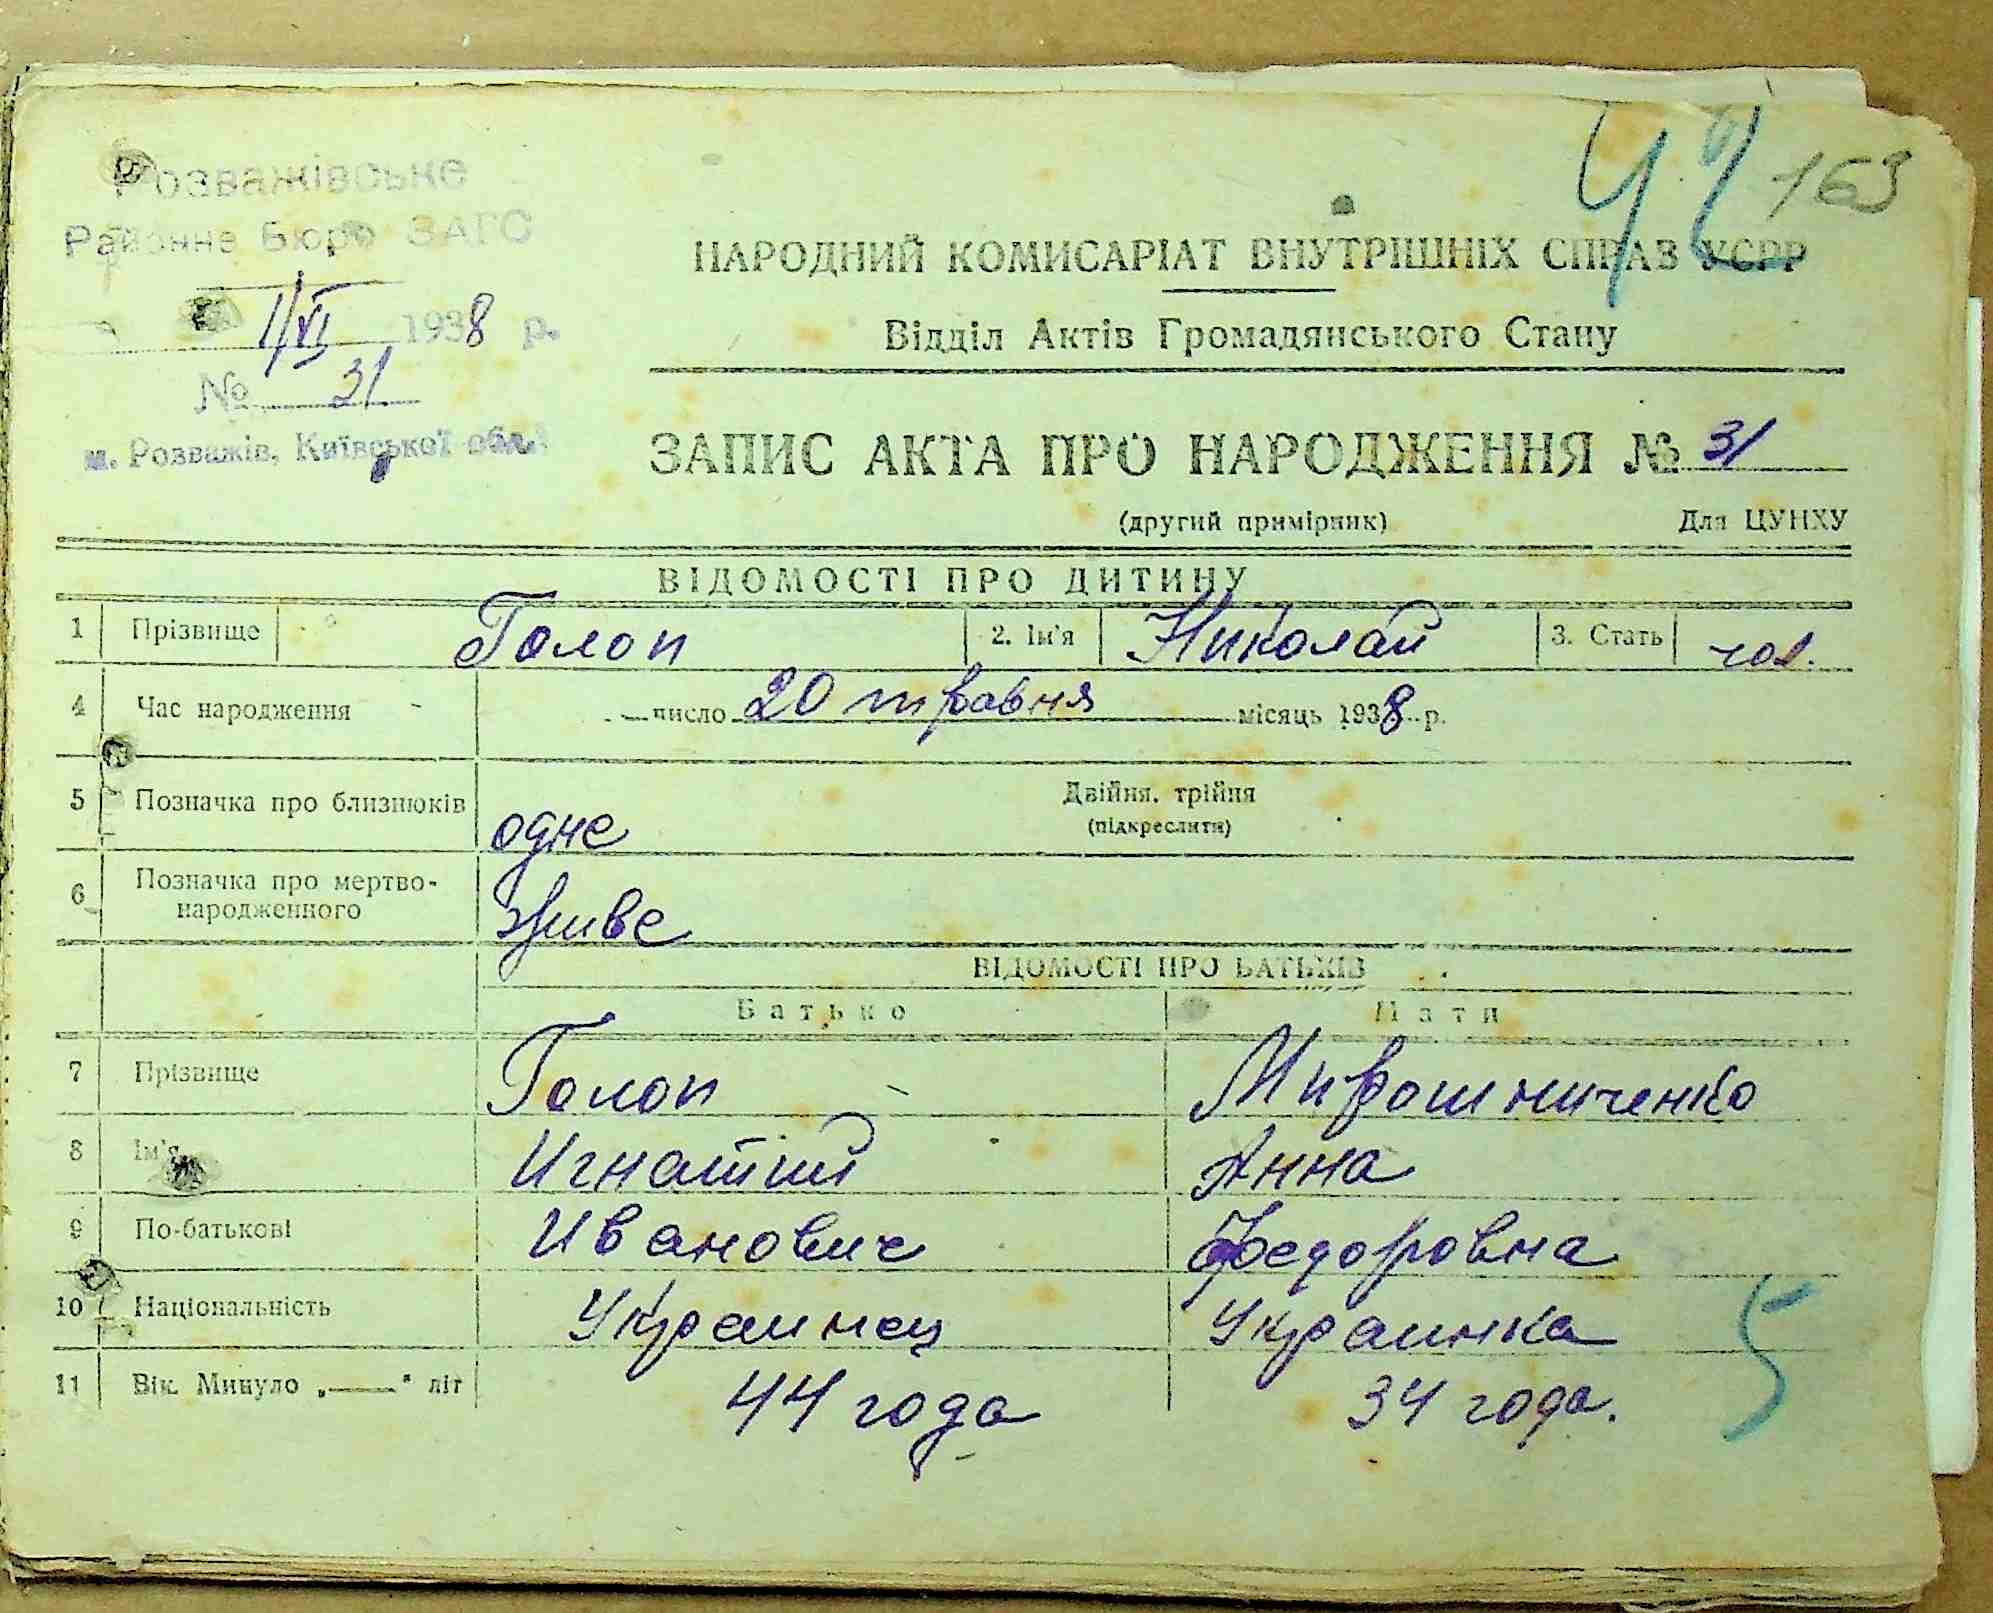 42 163
Розважівське
Районне Бюро ЗАГС
1/VI 1938 р.
№ 31
м. Розважів, Київської обл.
НАРОДНИЙ КОМИСАРІАТ ВНУТРІШНІХ СПРАВ УСРР
Відділ Актів Громадянського Стану
ЗАПИС АКТА ПРО НАРОДЖЕННЯ № 31
(другий примірник) Для ЦУНХУ
ВІДОМОСТІ ПРО ДИТИНУ
1 Прізвище Голоп 2. Ім'я Николай 3. Стать чол.
4 Час народження число 20 травня місяць 1938 р.
5 Позначка про близнюків одне Двійня, трійня
(підкреслити)
6 Позначка про мертво-
народженного живе
ВІДОМОСТІ ПРО БАТЬКІВ
Батько Мати
7 Прізвище Голоп Мирошниченко
8 Ім'я Игнатий Анна
9 По-батькові Иванович Федоровна
10 Національність Украинец Украинка
11 Вік. Минуло „—" літ 44 года 34 года.
5